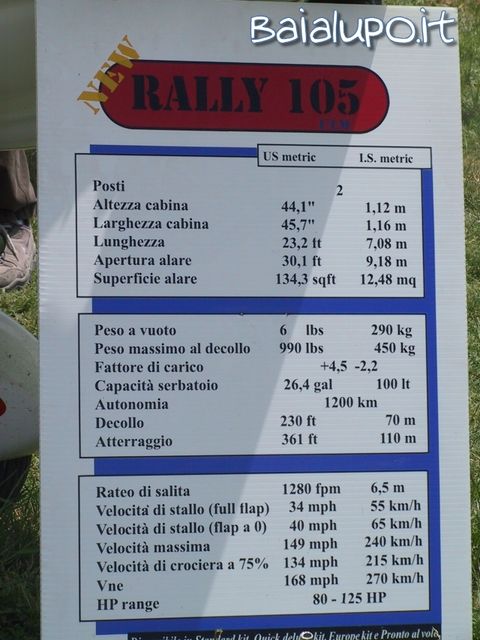 Baialupo.it
NEW
RALLY 105
UTW
US metric I.S. metric
Posti 2
Altezza cabina 44,1" 1,12 m
Larghezza cabina 45,7" 1,16 m
Lunghezza 23,2 ft 7,08 m
Apertura alare 30,1 ft 9,18 m
Superficie alare 134,3 sqft 12,48 mq
Peso a vuoto 6 lbs 290 kg
Peso massimo al decollo 990 lbs 450 kg
Fattore di carico +4,5 -2,2
Capacità serbatoio 26,4 gal 100 lt
Autonomia 1200 km
Decollo 230 ft 70 m
Atterraggio 361 ft 110 m
Rateo di salita 1280 fpm 6,5 m
Velocita' di stallo (full flap) 34 mph 55 km/h
Velocità di stallo (flap a 0) 40 mph 65 km/h
Velocità massima 149 mph 240 km/h
Velocità di crociera a 75% 134 mph 215 km/h
Vne 168 mph 270 km/h
HP range 80 - 125 HP
Disponibile in Standard kit, Quick delux kit, Europe kit e Pronto al volo